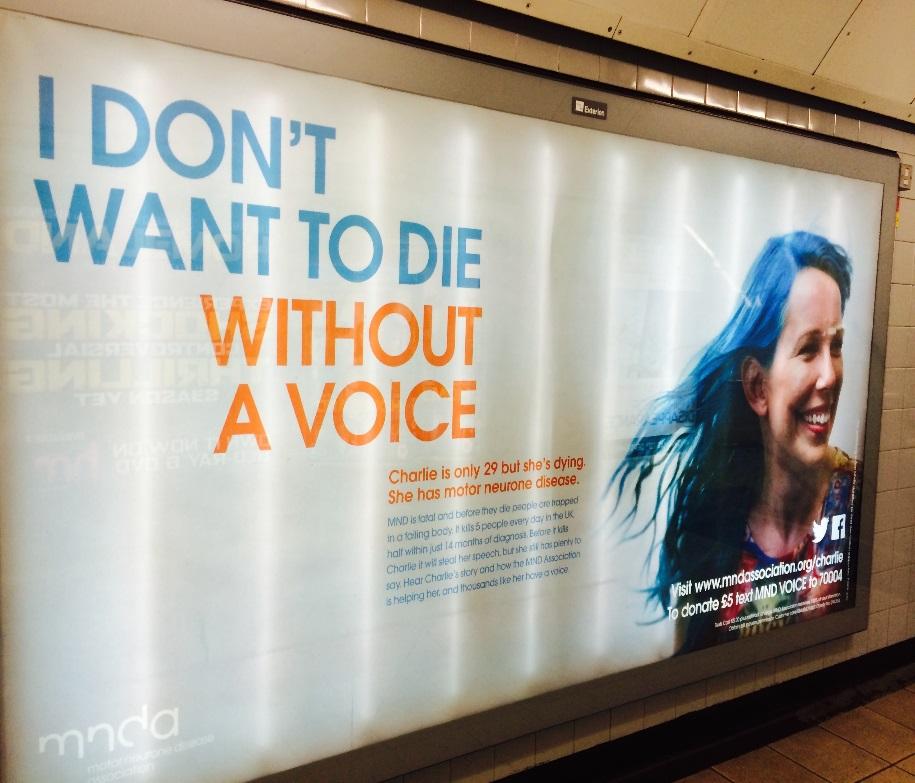 Exterion
I DON'T
WANT TO DIE
WITHOUT
A VOICE
Charlie is only 29 but she's dying.
She has motor neurone disease.
MND is fatal and before they die people are trapped
in a failing body. It kills 5 people every day in the UK,
half within just 14 months of diagnosis. Before it kills
Charlie it will steal her speech, but she still has plenty to
say. Hear Charlie's story and how the MND Association
is helping her, and thousands like her have a voice.
Visit www.mndassociation.org/charlie
To donate £5 text MND VOICE to 70004
mnda
motor neurone disease
association